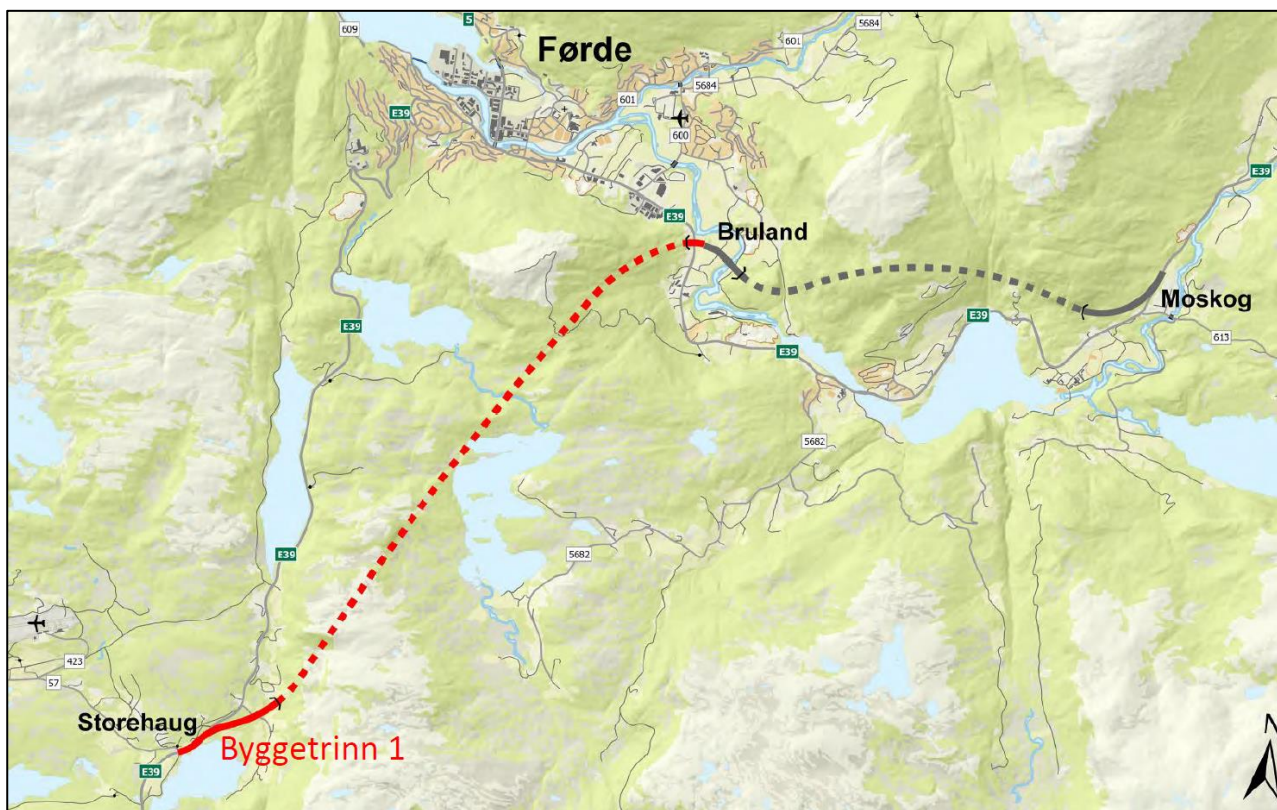 5
609
5684
601
Førde
5684
601
E39
600
E39
E39
Bruland
Moskog
E39
E39
613
E39
5682
E39
5682
423
57
Storehaug
Byggetrinn 1
E39
N